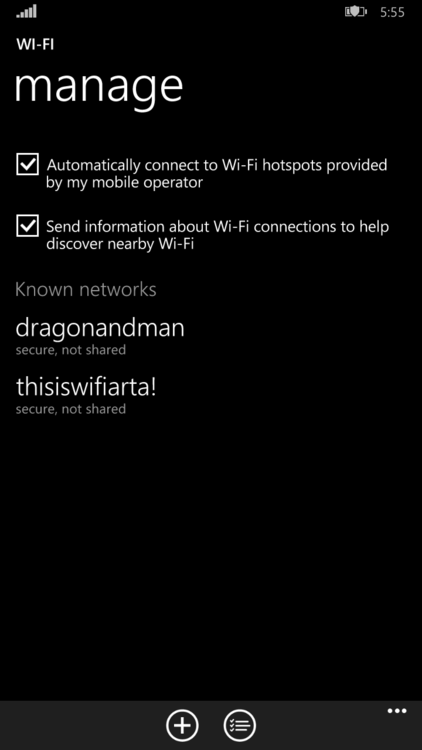 5:55
WI-FI
manage
Automatically connect to Wi-Fi hotspots provided
by my mobile operator
Send information about Wi-Fi connections to help
discover nearby Wi-Fi
Known networks
dragonandman
secure, not shared
thisiswifiarta!
secure, not shared